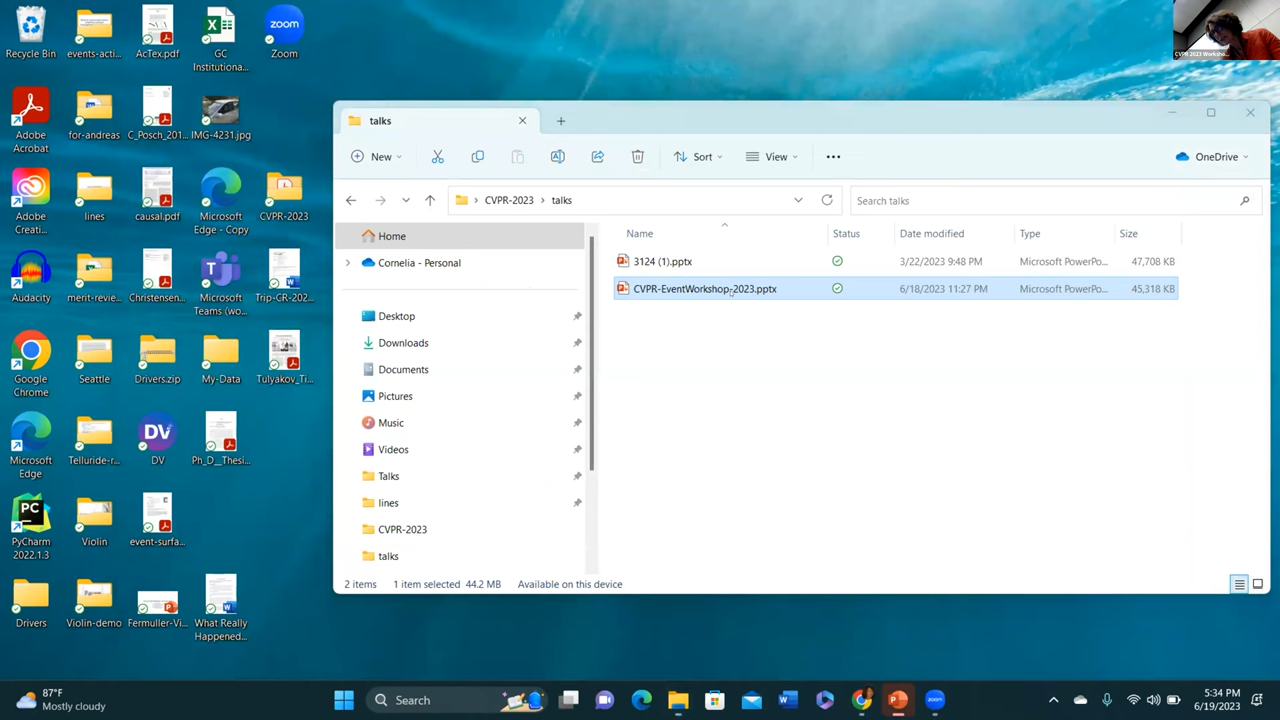 Recycle Bin
events-acti...
AcTex.pdf
GC
Institutiona...
Zoom
zoom
CVPR 2023 Worksho...
Adobe
Acrobat
for-andreas
C_Posch_201...
IMG-4231.jpg
Adobe
Creati...
lines
causal.pdf
Microsoft
Edge - Copy
CVPR-2023
Audacity
merit-revie...
Christensen...
Microsoft
Teams (wo...
Trip-CR-202...
Google
Chrome
Seattle
Drivers.zip
My-Data
Tulyakov_Ti...
Microsoft
Edge
Telluride-r...
DV
DV
Ph_D__Thesi...
PC
PyCharm
2022.1.3
Violin
event-surfa...
Drivers
Violin-demo
Fermuller-Vi...
What Really
Happened...
talks
New
Sort
View
OneDrive
CVPR-2023 > talks
Search talks
Home
Cornelia - Personal
Desktop
Downloads
Documents
Pictures
Music
Videos
Talks
lines
CVPR-2023
talks
Name Status Date modified Type Size
3124 (1).pptx 3/22/2023 9:48 PM Microsoft PowerPo... 47,708 KB
CVPR-EventWorkshop-2023.pptx 6/18/2023 11:27 PM Microsoft PowerPo... 45,318 KB
2 items 1 item selected 44.2 MB Available on this device
87°F
Mostly cloudy
Search
zoom
5:34 PM
6/19/2023